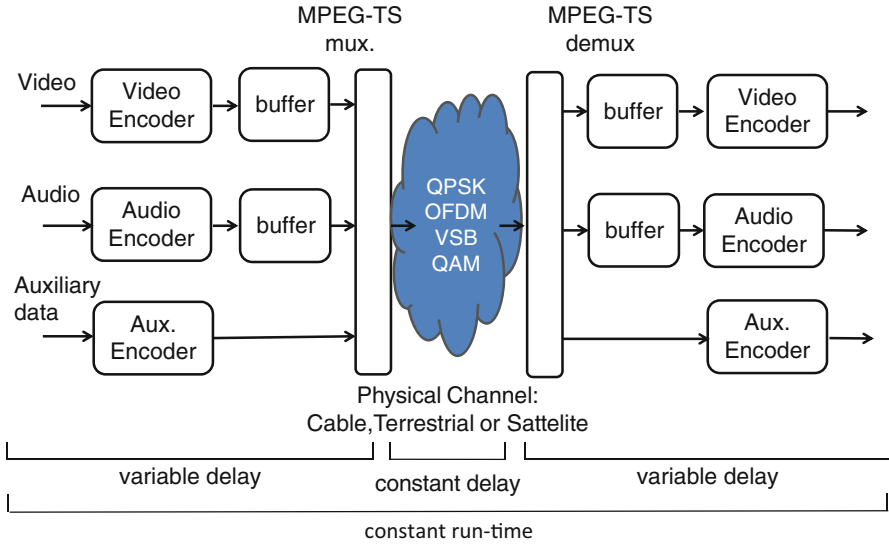 MPEG-TS
mux.
MPEG-TS
demux
Video
Video
Encoder
buffer
buffer
Video
Encoder
Audio
Audio
Encoder
buffer
QPSK
OFDM
VSB
QAM
buffer
Audio
Encoder
Auxiliary
data
Aux.
Encoder
Aux.
Encoder
Physical Channel:
Cable,Terrestrial or Sattelite
variable delay
constant delay
variable delay
constant run-time